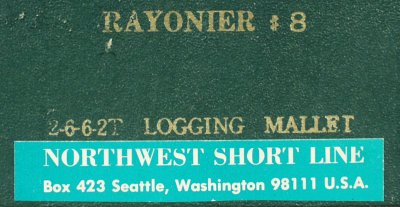 RAYONIER #8
2-6-6-2T LOGGING MALLET
NORTHWEST SHORT LINE
Box 423 Seattle, Washington 98111 U.S.A.